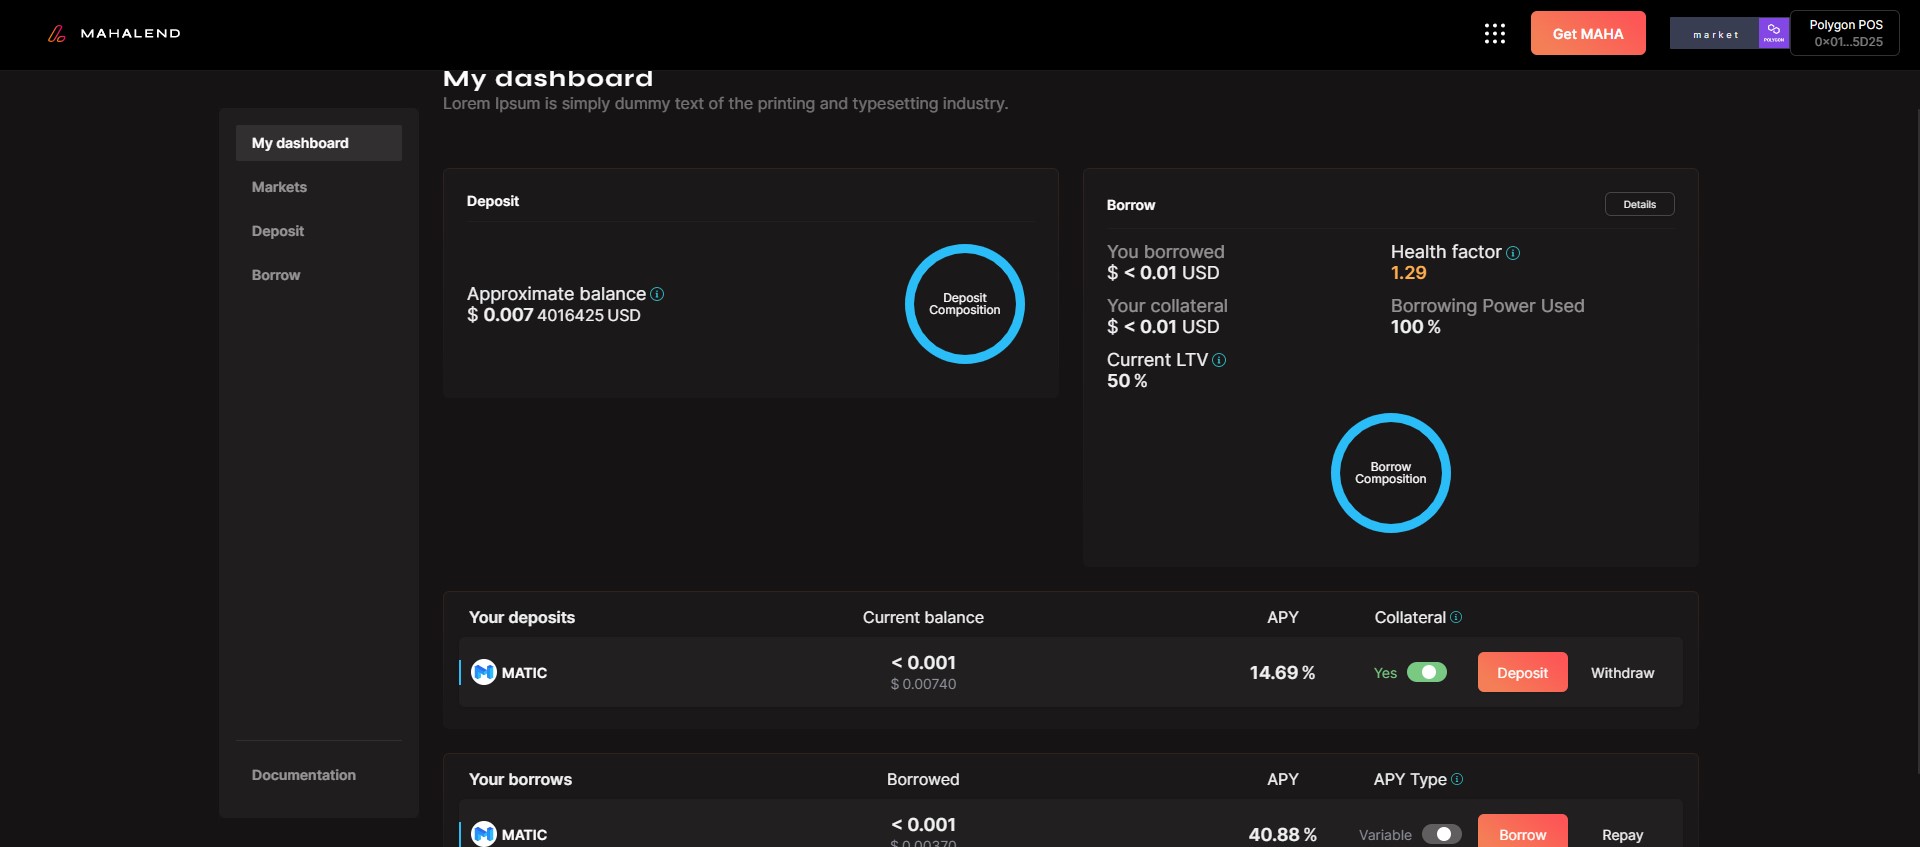 MAHALEND
Get MAHA
market
POLYGON
Polygon POS
0x01...5D25
My dashboard
Lorem Ipsum is simply dummy text of the printing and typesetting industry.
My dashboard
Markets
Deposit
Borrow
Documentation
Deposit
Approximate balance
$ 0.007 4016425 USD
Deposit
Composition
Borrow
Details
You borrowed
$ < 0.01 USD
Health factor
1.29
Your collateral
$ < 0.01 USD
Borrowing Power Used
100 %
Current LTV
50 %
Borrow
Composition
Your deposits Current balance APY Collateral
MATIC < 0.001 14.69 % Yes Deposit Withdraw
$ 0.00740
Your borrows Borrowed APY APY Type
MATIC < 0.001 40.88 % Variable Borrow Repay
$ 0.00370